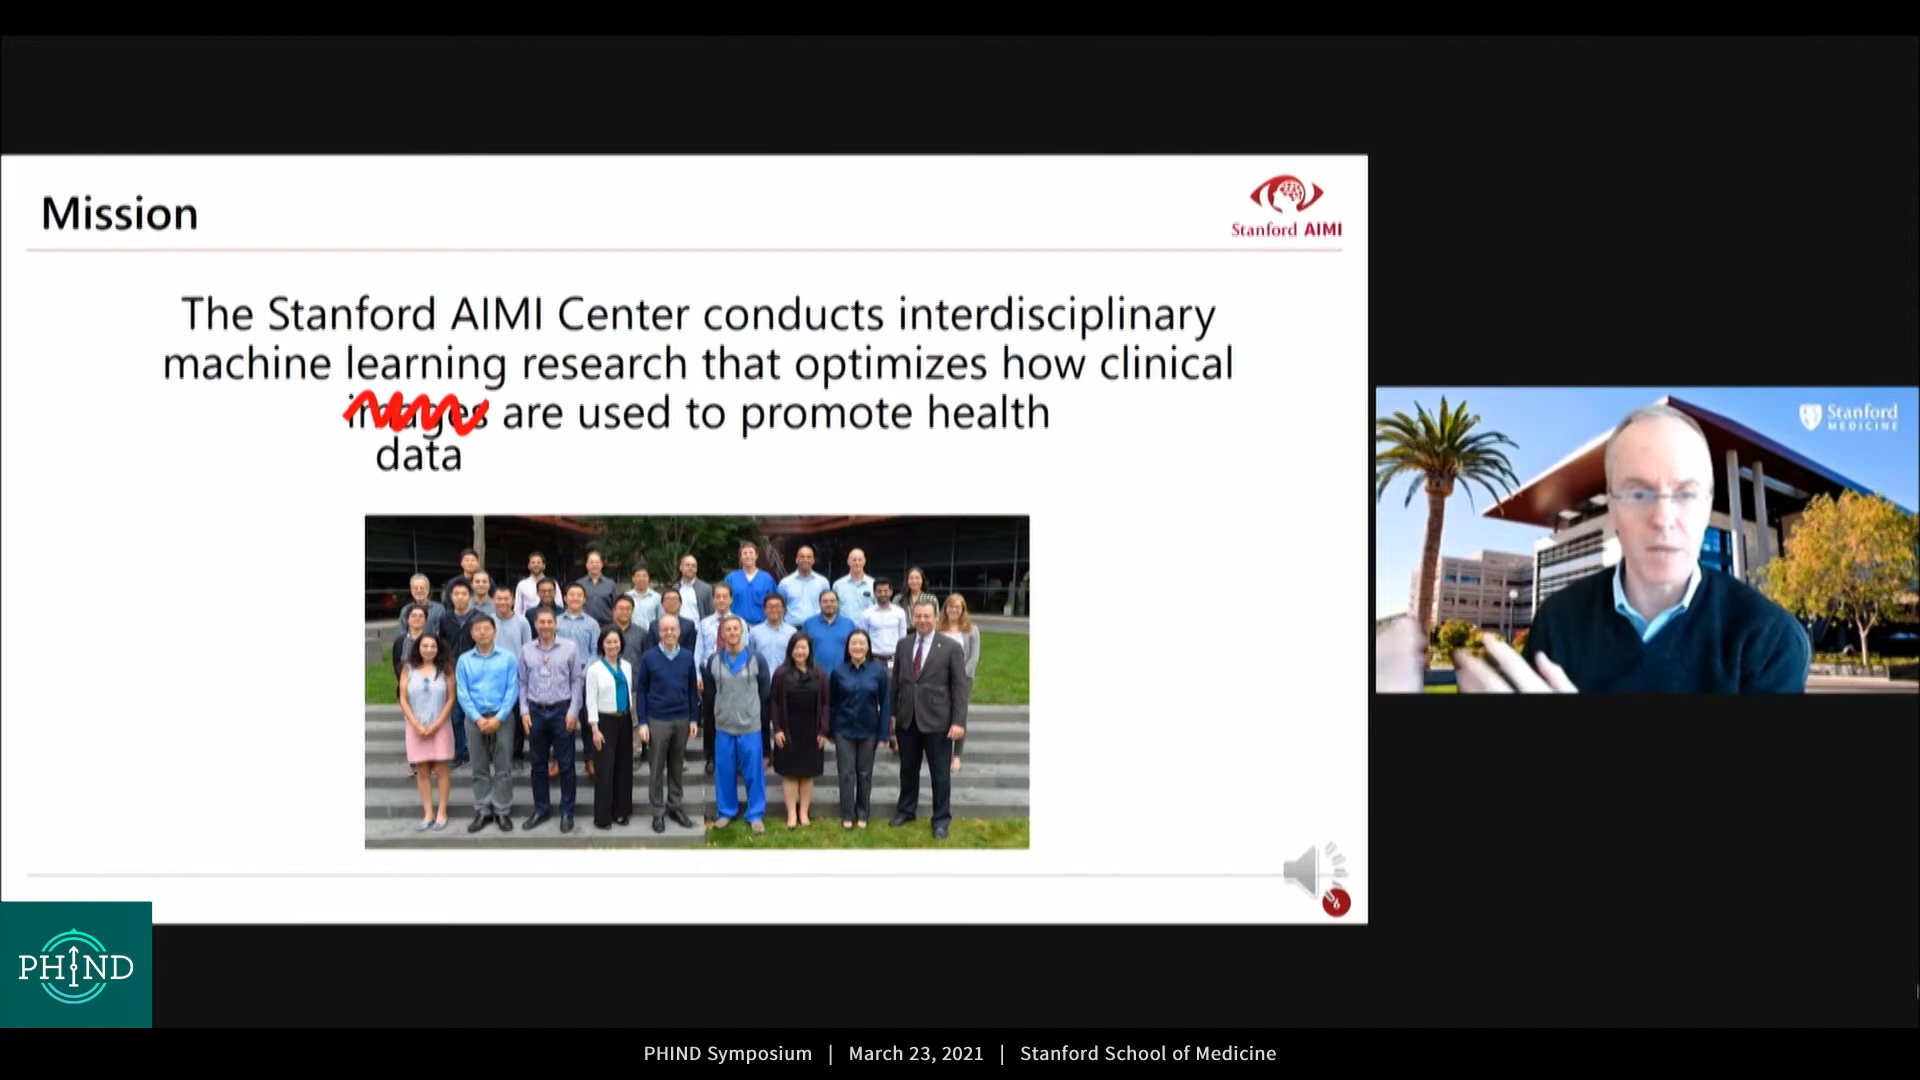 Mission
Stanford AIMI
The Stanford AIMI Center conducts interdisciplinary
machine learning research that optimizes how clinical
images are used to promote health
data
Stanford
MEDICINE
6
PHIND
PHIND Symposium | March 23, 2021 | Stanford School of Medicine